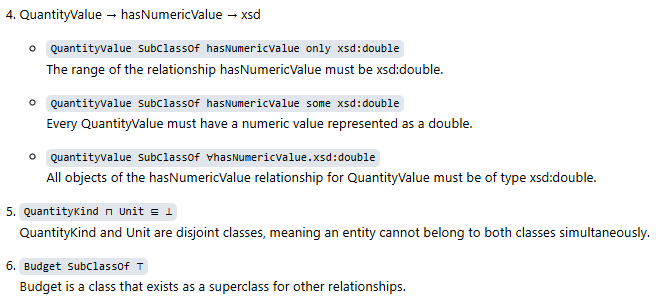 4. QuantityValue → hasNumericValue → xsd
○ QuantityValue SubClassOf hasNumericValue only xsd:double
The range of the relationship hasNumericValue must be xsd:double.
○ QuantityValue SubClassOf hasNumericValue some xsd:double
Every QuantityValue must have a numeric value represented as a double.
○ QuantityValue SubClassOf ∀hasNumericValue.xsd:double
All objects of the hasNumericValue relationship for QuantityValue must be of type xsd:double.
5. QuantityKind ⊓ Unit ⊑ ⊥
QuantityKind and Unit are disjoint classes, meaning an entity cannot belong to both classes simultaneously.
6. Budget SubClassOf ⊤
Budget is a class that exists as a superclass for other relationships.